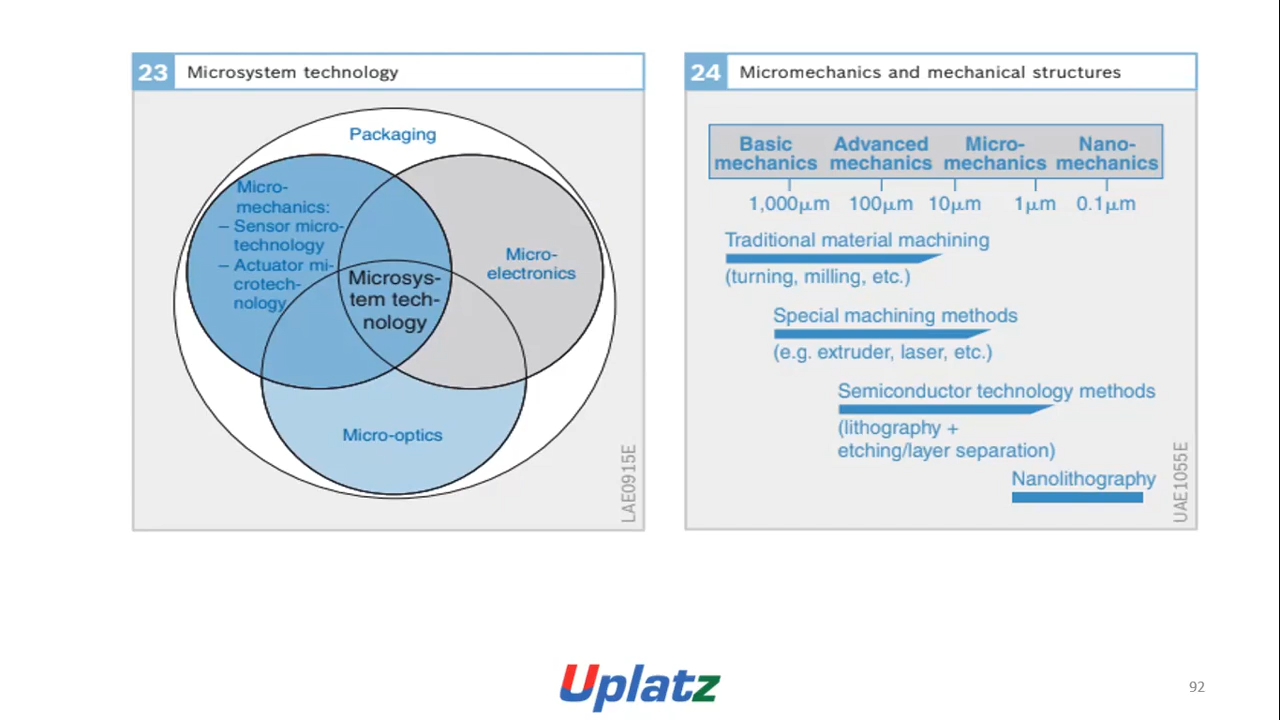 23 Microsystem technology
Packaging
Micro-
mechanics:
– Sensor micro-
technology
– Actuator mi-
crotech-
nology
Micro-
electronics
Microsys-
tem tech-
nology
Micro-optics
LAE0915E
24 Micromechanics and mechanical structures
Basic mechanics Advanced mechanics Micro- mechanics Nano- mechanics
1,000µm 100µm 10µm 1µm 0.1µm
Traditional material machining
(turning, milling, etc.)
Special machining methods
(e.g. extruder, laser, etc.)
Semiconductor technology methods
(lithography +
etching/layer separation)
Nanolithography
UAE1055E
Uplatz
92